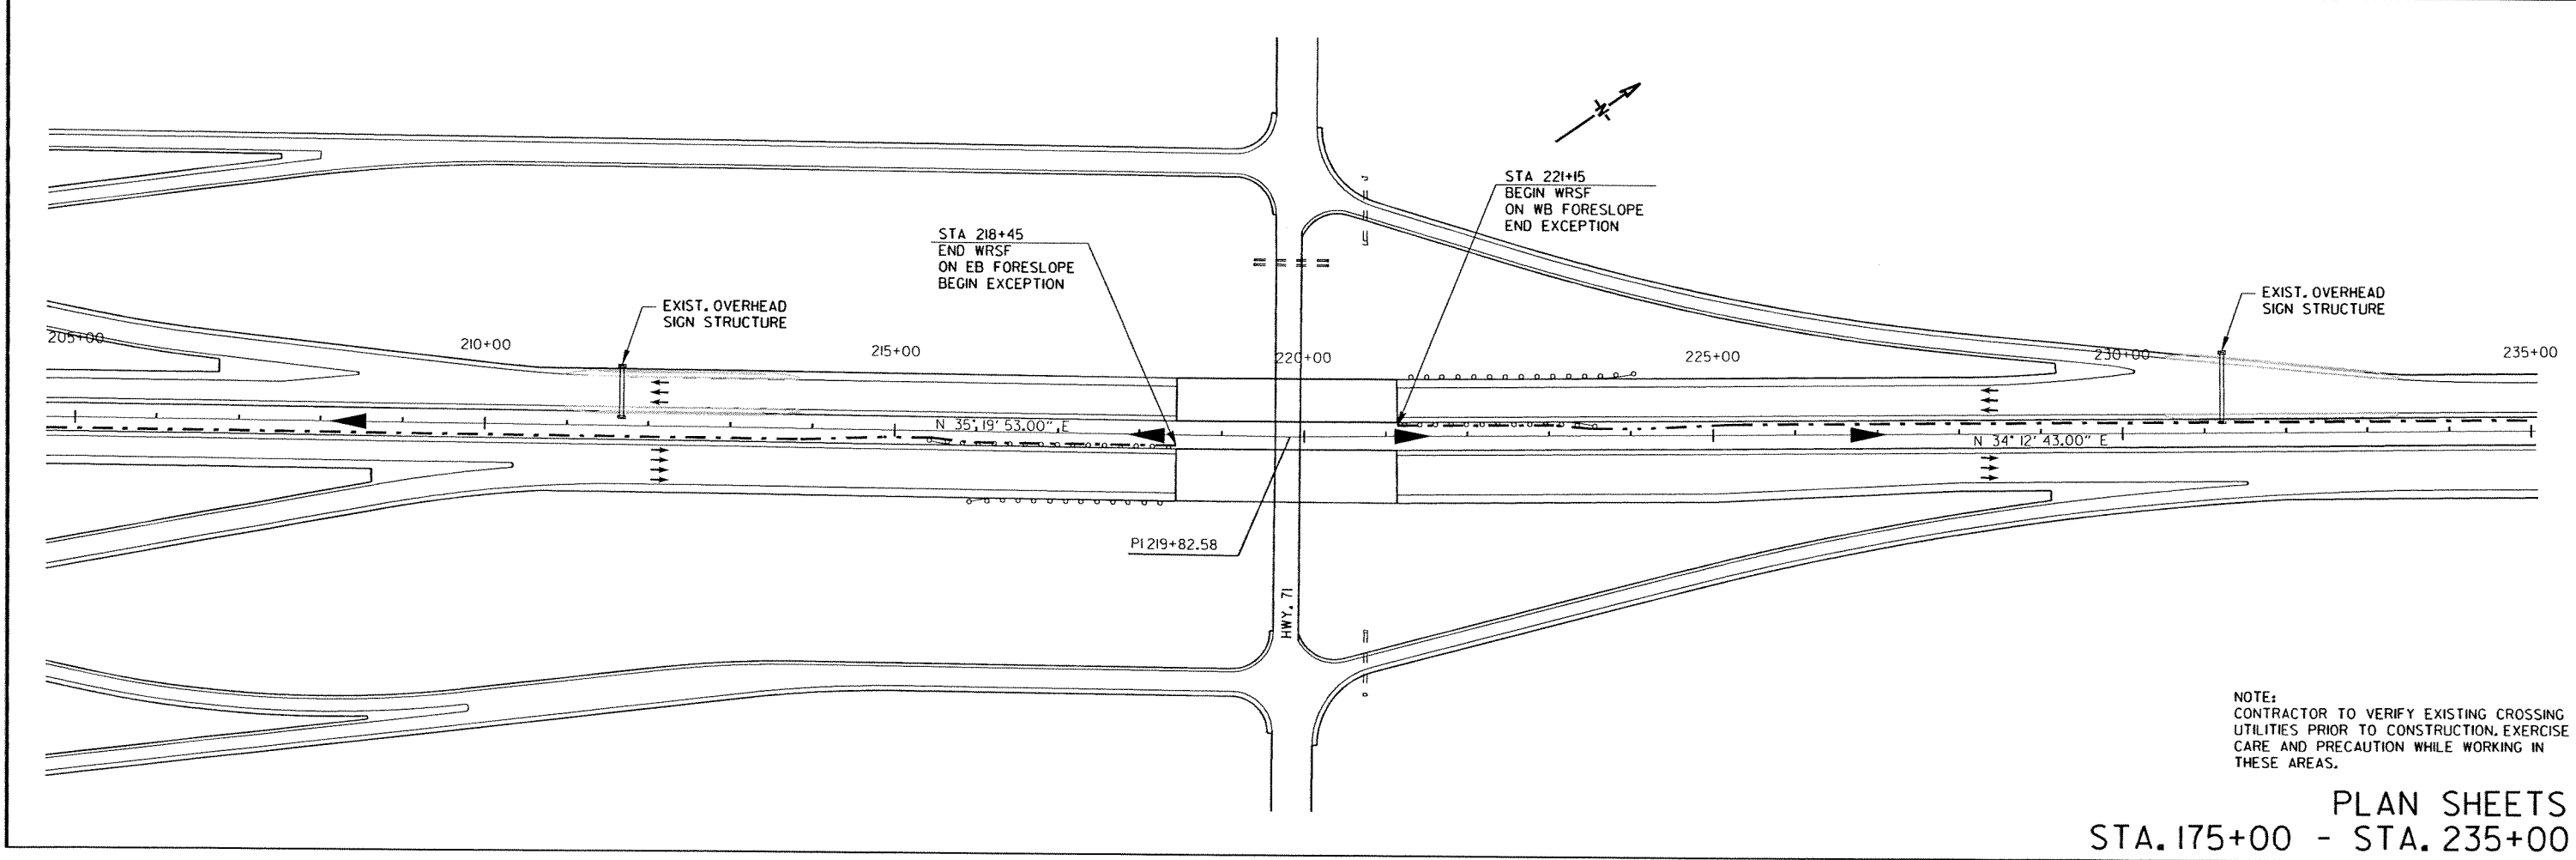 N
STA 221+15
BEGIN WRSF
ON WB FORESLOPE
END EXCEPTION
STA 218+45
END WRSF
ON EB FORESLOPE
BEGIN EXCEPTION
EXIST. OVERHEAD
SIGN STRUCTURE
EXIST. OVERHEAD
SIGN STRUCTURE
205+00
210+00
215+00
220+00
225+00
230+00
235+00
N 35° 19' 53.00" E
N 34° 12' 43.00" E
PI 219+82.58
HWY. 71
NOTE:
CONTRACTOR TO VERIFY EXISTING CROSSING
UTILITIES PRIOR TO CONSTRUCTION. EXERCISE
CARE AND PRECAUTION WHILE WORKING IN
THESE AREAS.
PLAN SHEETS
STA. 175+00 - STA. 235+00